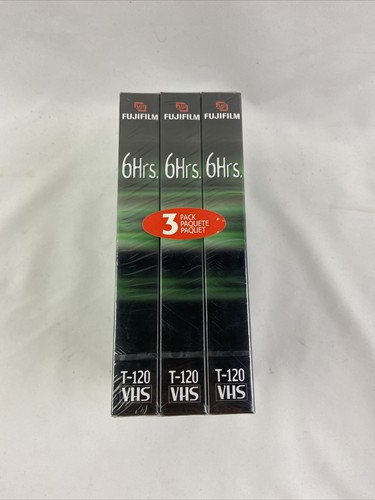 FUJIFILM FUJIFILM FUJIFILM
6Hrs. 6Hrs. 6Hrs.
3 PACK
PAQUETE
PAQUET
T-120 T-120 T-120
VHS VHS VHS